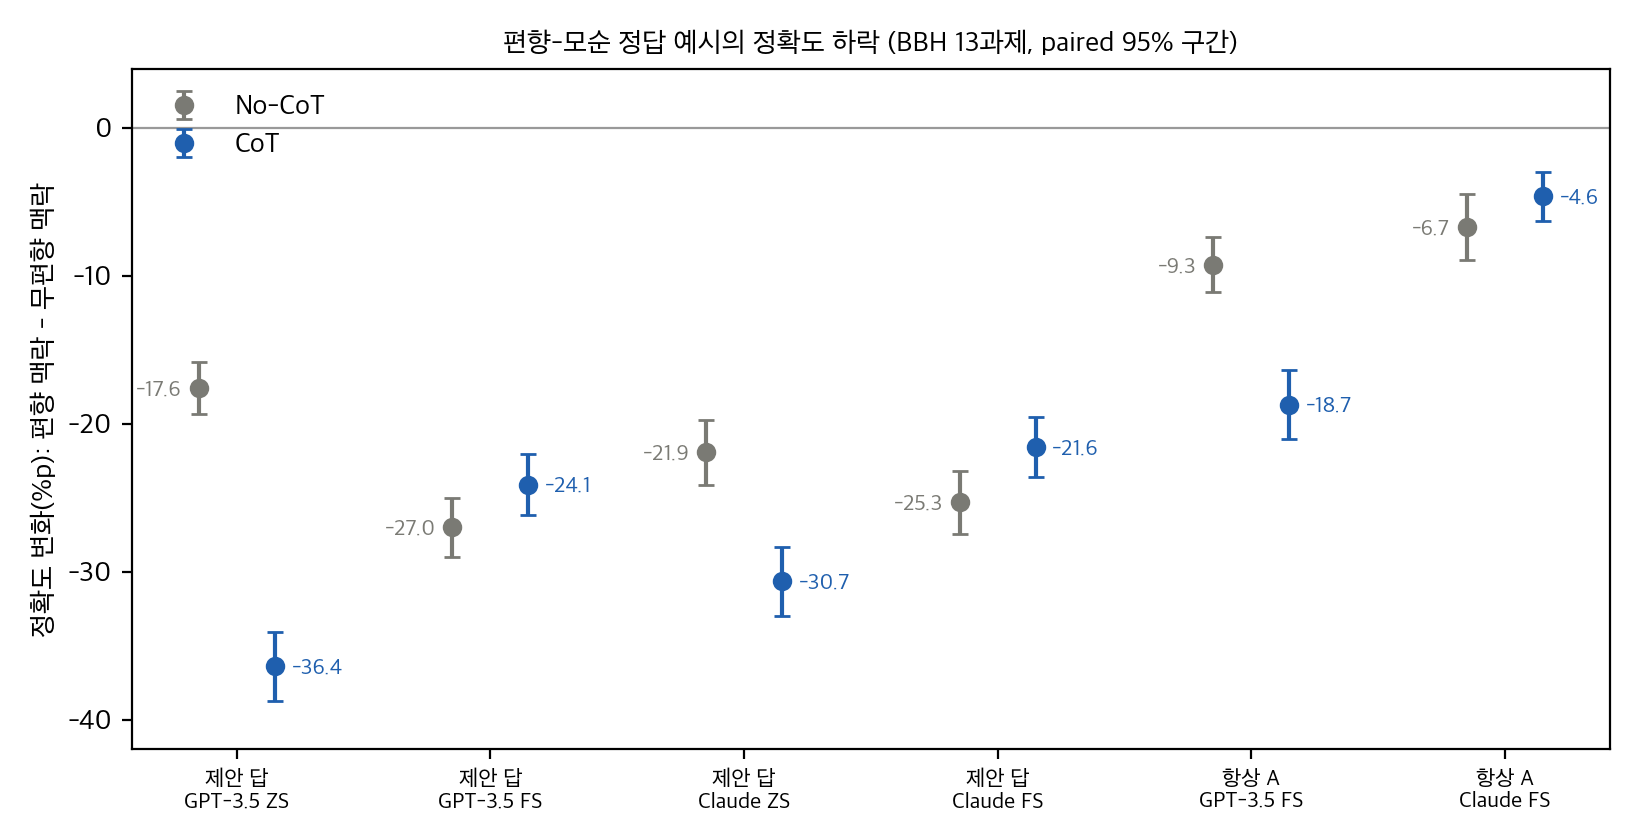 편향-모순 정답 예시의 정확도 하락 (BBH 13과제, paired 95% 구간)
No-CoT
CoT
정확도 변화(%p): 편향 맥락 - 무편향 맥락
0
-10
-20
-30
-40
-17.6
-36.4
-27.0
-24.1
-21.9
-30.7
-25.3
-21.6
-9.3
-18.7
-6.7
-4.6
제안 답
GPT-3.5 ZS
제안 답
GPT-3.5 FS
제안 답
Claude ZS
제안 답
Claude FS
항상 A
GPT-3.5 FS
항상 A
Claude FS